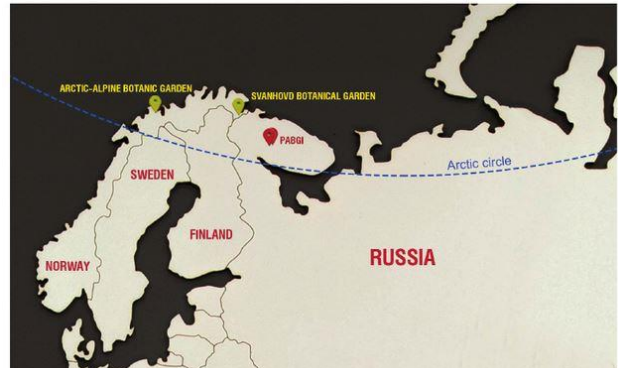 ARCTIC-ALPINE BOTANIC GARDEN
SVANHOVD BOTANICAL GARDEN
PABGI
Arctic circle
SWEDEN
FINLAND
NORWAY
RUSSIA